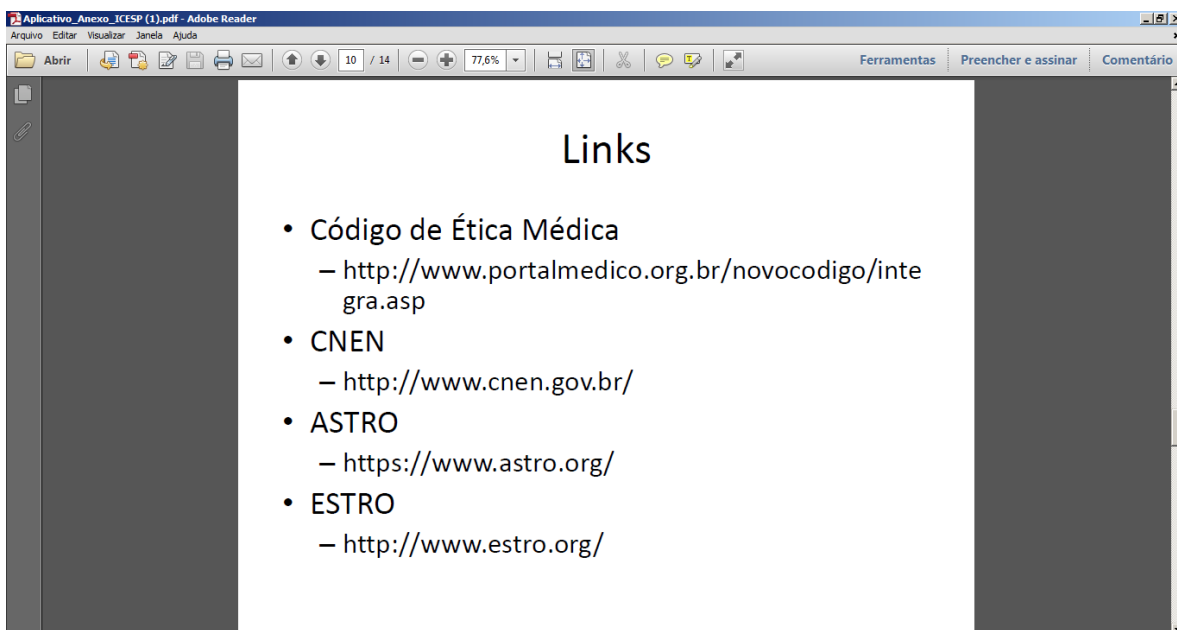 Aplicativo_Anexo_ICESP (1).pdf - Adobe Reader
Arquivo Editar Visualizar Janela Ajuda
Abrir 10 / 14 77,6% Ferramentas Preencher e assinar Comentário
Links
• Código de Ética Médica
– http://www.portalmedico.org.br/novocodigo/inte
gra.asp
• CNEN
– http://www.cnen.gov.br/
• ASTRO
– https://www.astro.org/
• ESTRO
– http://www.estro.org/